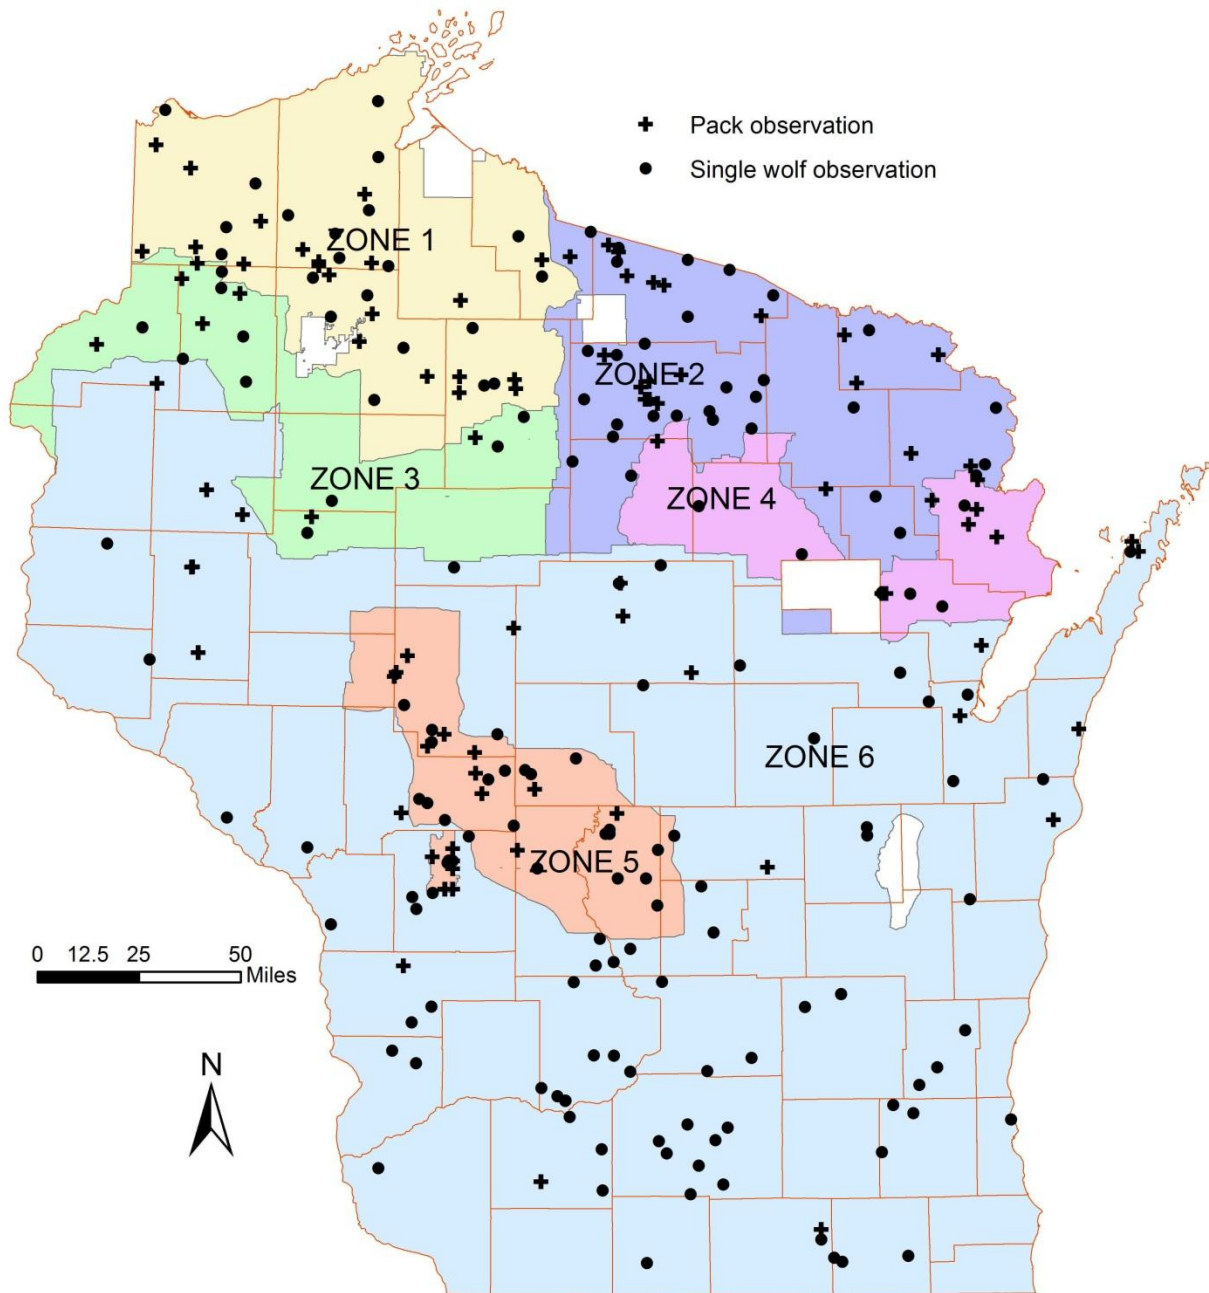 Pack observation
Single wolf observation
ZONE 1
ZONE 2
ZONE 3
ZONE 4
ZONE 6
ZONE 5
0 12.5 25 50
Miles
N